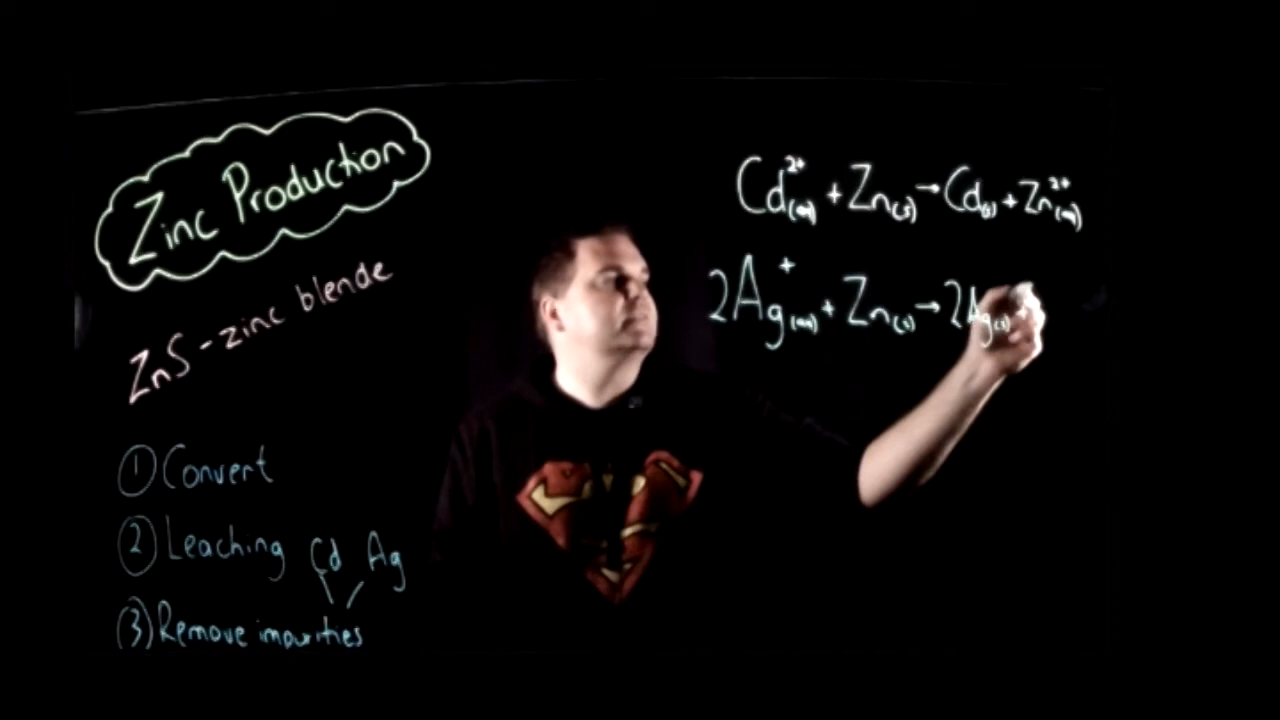 Zinc Production
ZnS - zinc blende
① Convert
② Leaching Cd Ag
③ Remove impurities
Cd²⁺(aq) + Zn(s) → Cd(s) + Zn²⁺(aq)
2Ag⁺(aq) + Zn(s) → 2Ag(s) +